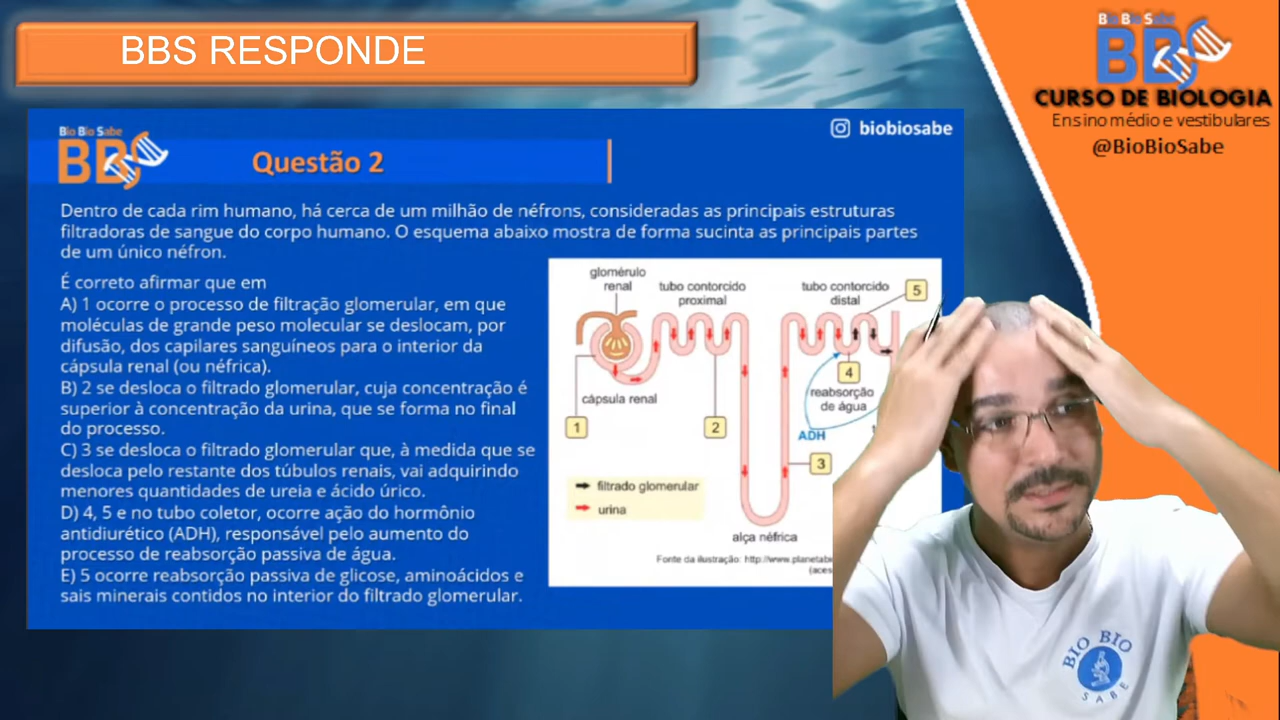 BBS RESPONDE
Bio Bio Sabe
BBS
CURSO DE BIOLOGIA
Ensino médio e vestibulares
@BioBioSabe
Bio Bio Sabe
BBS
biobiosabe
Questão 2
Dentro de cada rim humano, há cerca de um milhão de néfrons, consideradas as principais estruturas
filtradoras de sangue do corpo humano. O esquema abaixo mostra de forma sucinta as principais partes
de um único néfron.
É correto afirmar que em
A) 1 ocorre o processo de filtração glomerular, em que
moléculas de grande peso molecular se deslocam, por
difusão, dos capilares sanguíneos para o interior da
cápsula renal (ou néfrica).
B) 2 se desloca o filtrado glomerular, cuja concentração é
superior à concentração da urina, que se forma no final
do processo.
C) 3 se desloca o filtrado glomerular que, à medida que se
desloca pelo restante dos túbulos renais, vai adquirindo
menores quantidades de ureia e ácido úrico.
D) 4, 5 e no tubo coletor, ocorre ação do hormônio
antidiurético (ADH), responsável pelo aumento do
processo de reabsorção passiva de água.
E) 5 ocorre reabsorção passiva de glicose, aminoácidos e
sais minerais contidos no interior do filtrado glomerular.
glomérulo
renal
tubo contorcido
proximal
tubo contorcido
distal
5
4
reabsorção
de água
cápsula renal
1
2
ADH
3
filtrado glomerular
urina
alça néfrica
Fonte da ilustração: http://www.planetab
(aces
BIO BIO
SABE